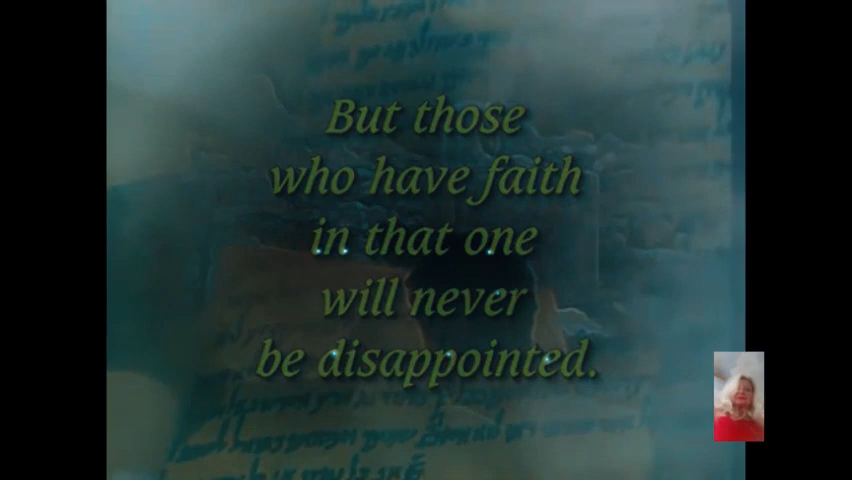 But those
who have faith
in that one
will never
be disappointed.